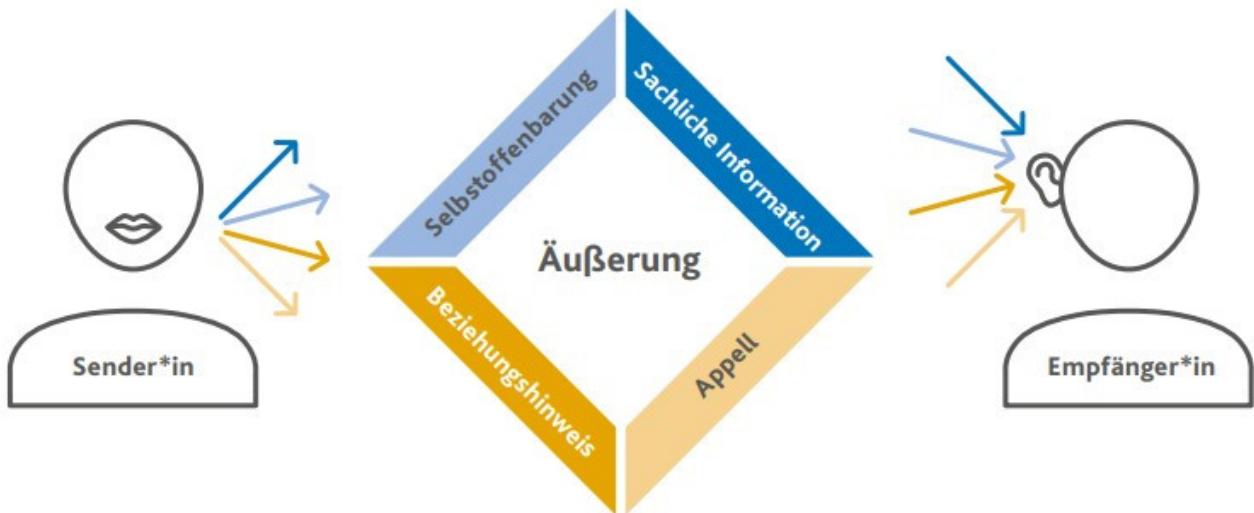 Selbstoffenbarung
Sachliche Information
Äußerung
Sender*in
Empfänger*in
Beziehungshinweis
Appell